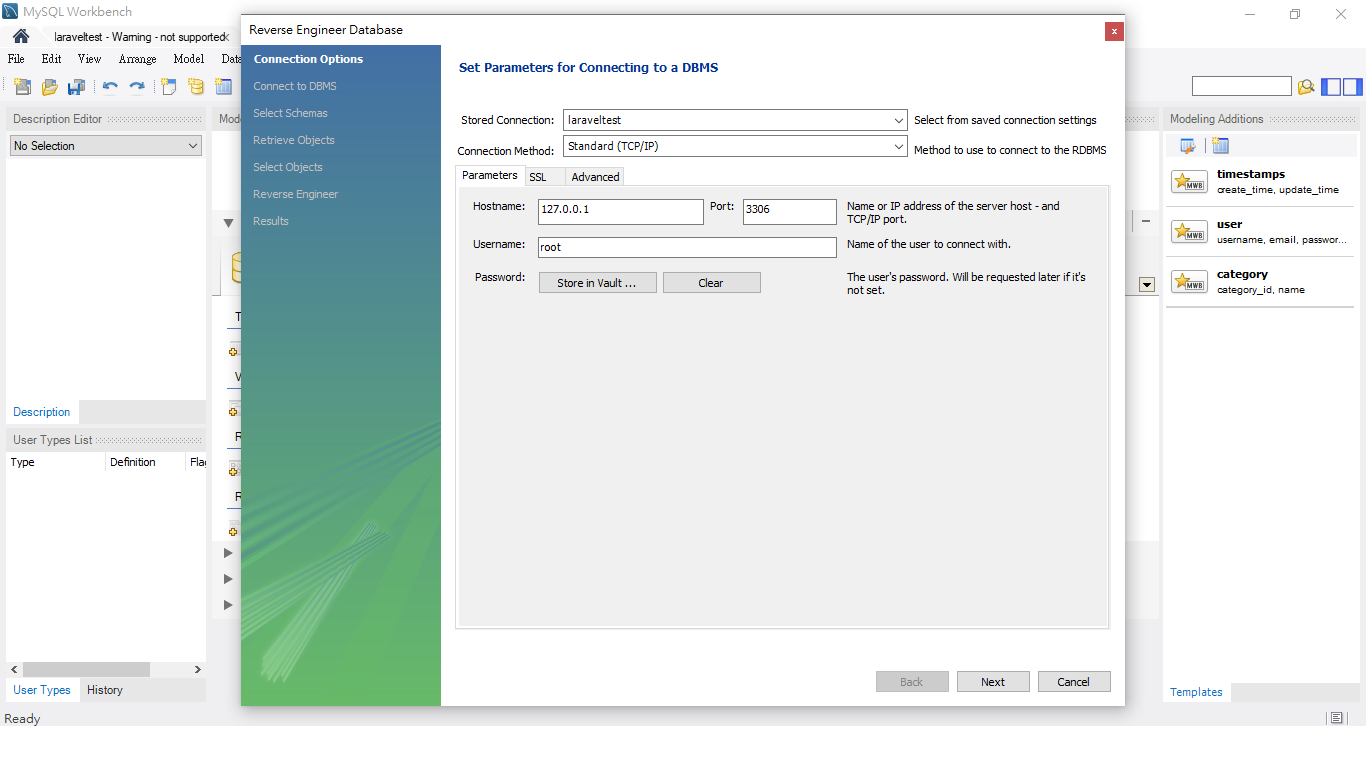 MySQL Workbench
laraveltest - Warning - not supported
File Edit View Arrange Model Data
Description Editor
No Selection
Description
User Types List
Type Definition Flag
User Types History
Ready
Reverse Engineer Database
Connection Options
Connect to DBMS
Select Schemas
Retrieve Objects
Select Objects
Reverse Engineer
Results
Set Parameters for Connecting to a DBMS
Stored Connection: laraveltest Select from saved connection settings
Connection Method: Standard (TCP/IP) Method to use to connect to the RDBMS
Parameters SSL Advanced
Hostname: 127.0.0.1 Port: 3306 Name or IP address of the server host - and
TCP/IP port.
Username: root Name of the user to connect with.
Password: Store in Vault ... Clear The user's password. Will be requested later if it's
not set.
Back Next Cancel
Modeling Additions
MWB timestamps
create_time, update_time
MWB user
username, email, passwor...
MWB category
category_id, name
Templates